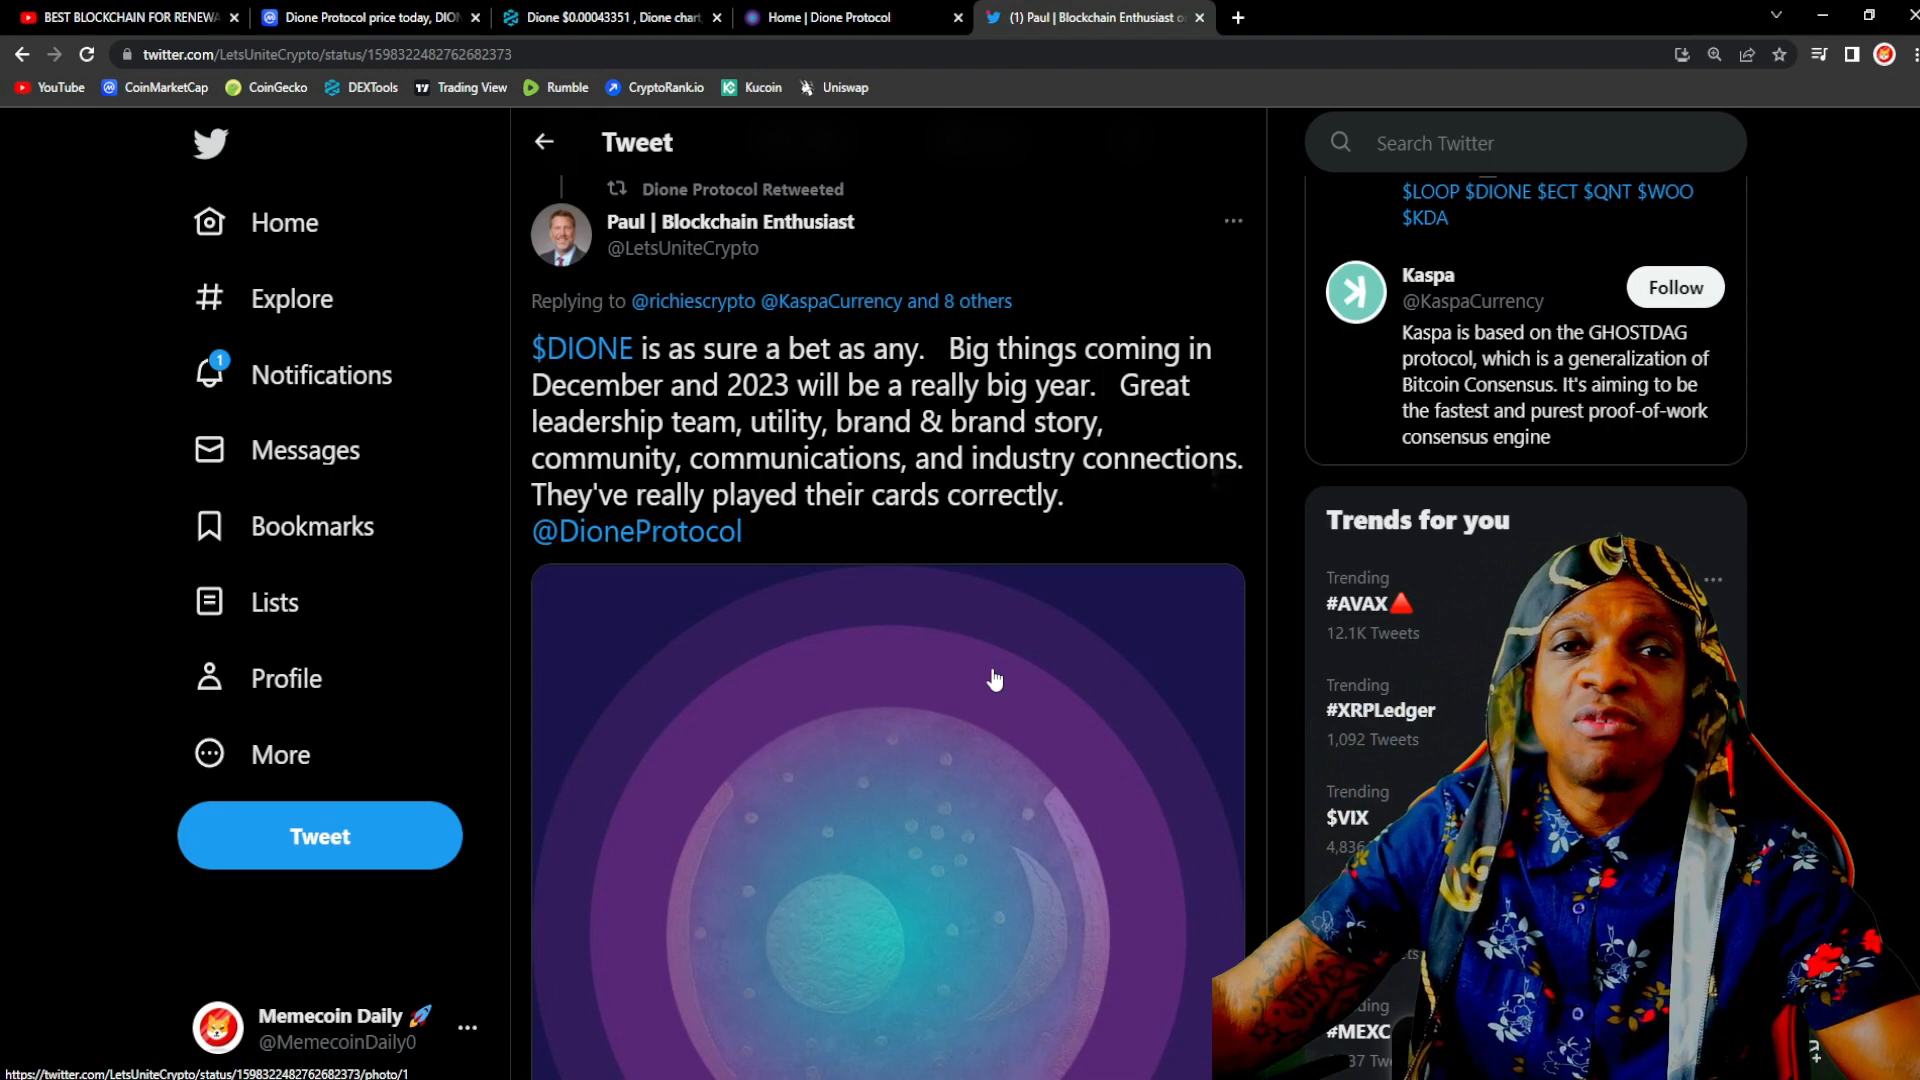 BEST BLOCKCHAIN FOR RENEWA
Dione Protocol price today, DION
Dione $0.00043351 , Dione chart,
Home | Dione Protocol
(1) Paul | Blockchain Enthusiast o
twitter.com/LetsUniteCrypto/status/1598322482762682373
YouTube
CoinMarketCap
CoinGecko
DEXTools
Trading View
Rumble
CryptoRank.io
Kucoin
Uniswap
Home
Explore
1
Notifications
Messages
Bookmarks
Lists
Profile
More
Tweet
Memecoin Daily 🚀
@MemecoinDaily0
https://twitter.com/LetsUniteCrypto/status/1598322482762682373/photo/1
Tweet
Dione Protocol Retweeted
Paul | Blockchain Enthusiast
@LetsUniteCrypto
Replying to @richiescrypto @KaspaCurrency and 8 others
$DIONE is as sure a bet as any. Big things coming in
December and 2023 will be a really big year. Great
leadership team, utility, brand & brand story,
community, communications, and industry connections.
They've really played their cards correctly.
@DioneProtocol
Search Twitter
$LOOP $DIONE $ECT $QNT $WOO
$KDA
Kaspa
@KaspaCurrency
Follow
Kaspa is based on the GHOSTDAG
protocol, which is a generalization of
Bitcoin Consensus. It's aiming to be
the fastest and purest proof-of-work
consensus engine
Trends for you
Trending
#AVAX🔺
12.1K Tweets
Trending
#XRPLedger
1,092 Tweets
Trending
$VIX
4,836
#MEXC